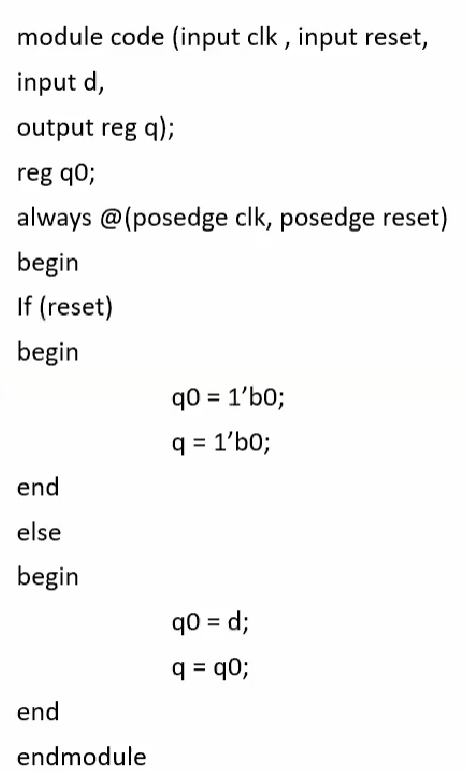 module code (input clk , input reset,
input d,
output reg q);
reg q0;
always @(posedge clk, posedge reset)
begin
If (reset)
begin
q0 = 1’b0;
q = 1’b0;
end
else
begin
q0 = d;
q = q0;
end
endmodule